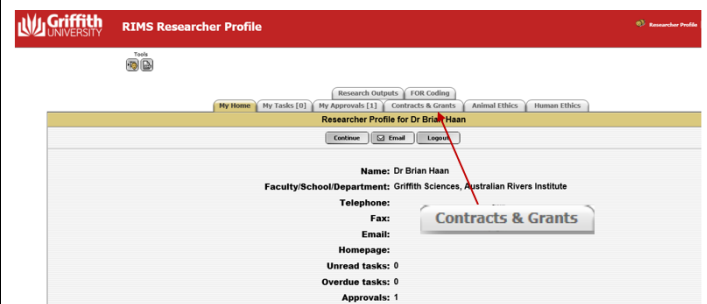 Griffith UNIVERSITY
RIMS Researcher Profile
Researcher Profile
Tools
Research Outputs FOR Coding
My Home My Tasks [0] My Approvals [1] Contracts & Grants Animal Ethics Human Ethics
Researcher Profile for Dr Brian Haan
Continue Email Logout
Name: Dr Brian Haan
Faculty/School/Department: Griffith Sciences, Australian Rivers Institute
Telephone:
Fax:
Contracts & Grants
Email:
Homepage:
Unread tasks: 0
Overdue tasks: 0
Approvals: 1